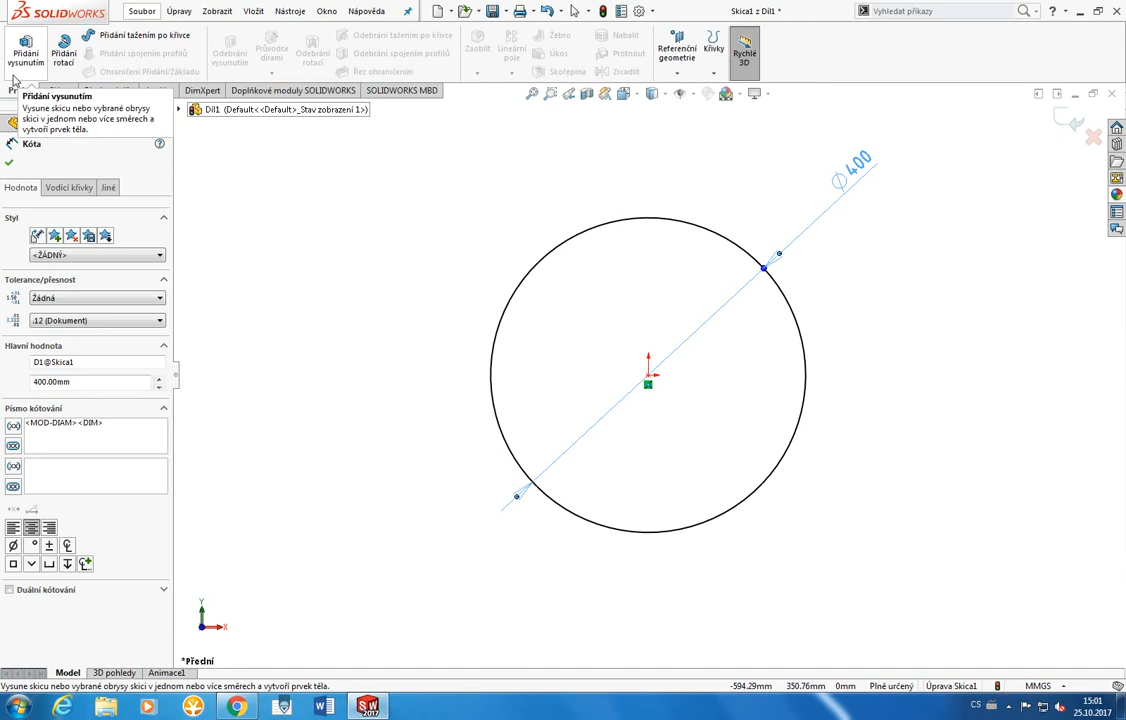 SOLIDWORKS
Soubor
Úpravy
Zobrazit
Vložit
Nástroje
Okno
Nápověda
Skica1 z Díl1 *
Vyhledat příkazy
Přidání
vysunutím
Přidání
rotací
Přidání tažením po křivce
Přidání spojením profilů
Ohraničení Přidání/Základu
Odebrání
vysunutím
Průvodce
dírami
Odebrání
rotací
Odebrání tažením po křivce
Odebrání spojením profilů
Řez ohraničením
Zaoblit
Lineární
pole
Žebro
Úkos
Skořepina
Nabalit
Protnout
Zrcadlit
Referenční
geometrie
Křivky
Rychlé
3D
DimXpert
Doplňkové moduly SOLIDWORKS
SOLIDWORKS MBD
Přidání vysunutím
Vysune skicu nebo vybrané obrysy
skici v jednom nebo více směrech a
vytvoří prvek těla.
Díl1 (Default<<Default>_Stav zobrazení 1>)
Kóta
Hodnota
Vodicí křivky
Jiné
Styl
<ŽÁDNÝ>
Tolerance/přesnost
Žádná
.12 (Dokument)
Hlavní hodnota
D1@Skica1
400.00mm
Písmo kótování
<MOD-DIAM><DIM>
Duální kótování
∅400
Y
X
*Přední
Model
3D pohledy
Animace1
Vysune skicu nebo vybrané obrysy skici v jednom nebo více směrech a vytvoří prvek těla.
-594.29mm
350.76mm
0mm
Plně určený
Úprava Skica1
MMGS
CS
15:01
25.10.2017